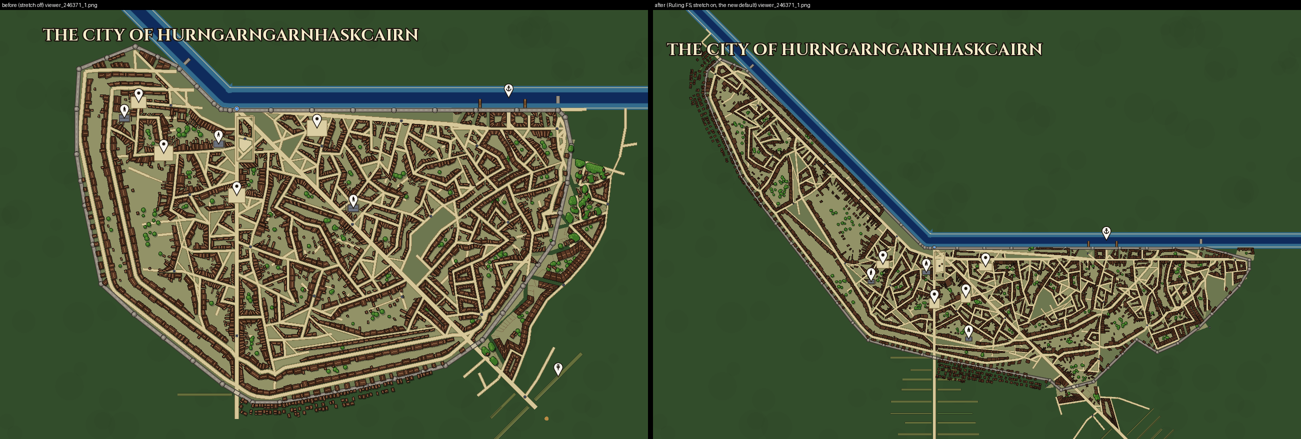 before (stretch off) viewer_246371_1.png
after (Ruling FS, stretch on, the new default) viewer_246371_1.png
THE CITY OF HURNGARNGARNHASKCAIRN
THE CITY OF HURNGARNGARNHASKCAIRN